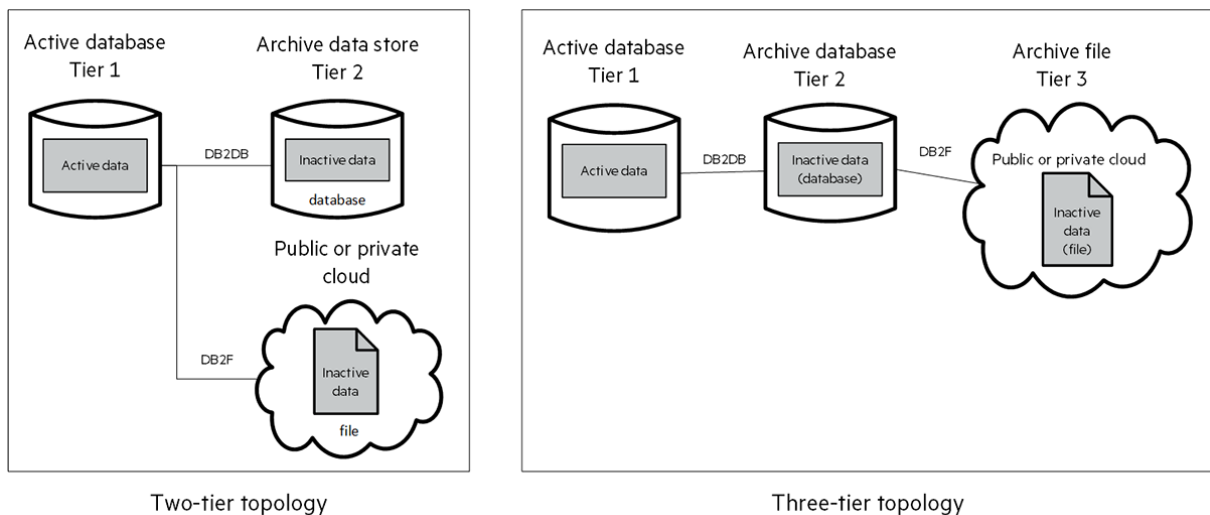 Active database
Tier 1
Archive data store
Tier 2
Active data
DB2DB
Inactive data
database
Public or private
cloud
DB2F
Inactive
data
file
Two-tier topology
Active database
Tier 1
Archive database
Tier 2
Archive file
Tier 3
Active data
DB2DB
Inactive data
(database)
DB2F
Public or private cloud
Inactive
data
(file)
Three-tier topology